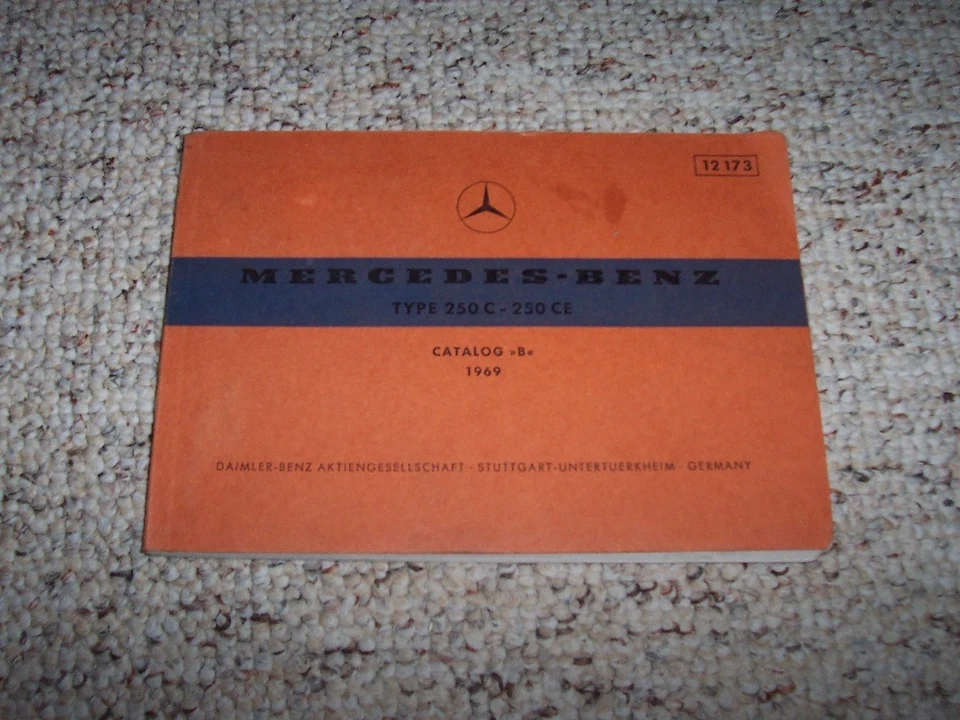 12 173
MERCEDES-BENZ
TYPE 250 C - 250 CE
CATALOG »B«
1969
DAIMLER-BENZ AKTIENGESELLSCHAFT · STUTTGART-UNTERTUERKHEIM · GERMANY